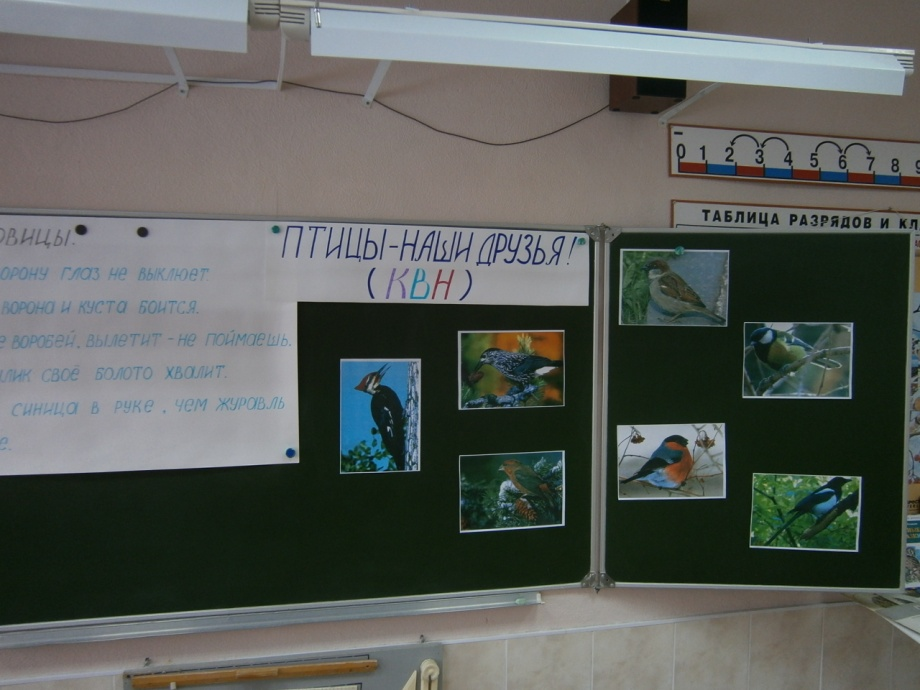 ОВИЦЫ.
ОРОНУ ГЛАЗ НЕ ВЫКЛЮЕТ.
ВОРОНА И КУСТА БОИТСЯ.
Е ВОРОБЕЙ, ВЫЛЕТИТ - НЕ ПОЙМАЕШЬ.
ЛИК СВОЁ БОЛОТО ХВАЛИТ.
СИНИЦА В РУКЕ, ЧЕМ ЖУРАВЛЬ
Е.
ПТИЦЫ-НАШИ ДРУЗЬЯ!
(КВН)
0 1 2 3 4 5 6 7 8 9
ТАБЛИЦА РАЗРЯДОВ И КЛ